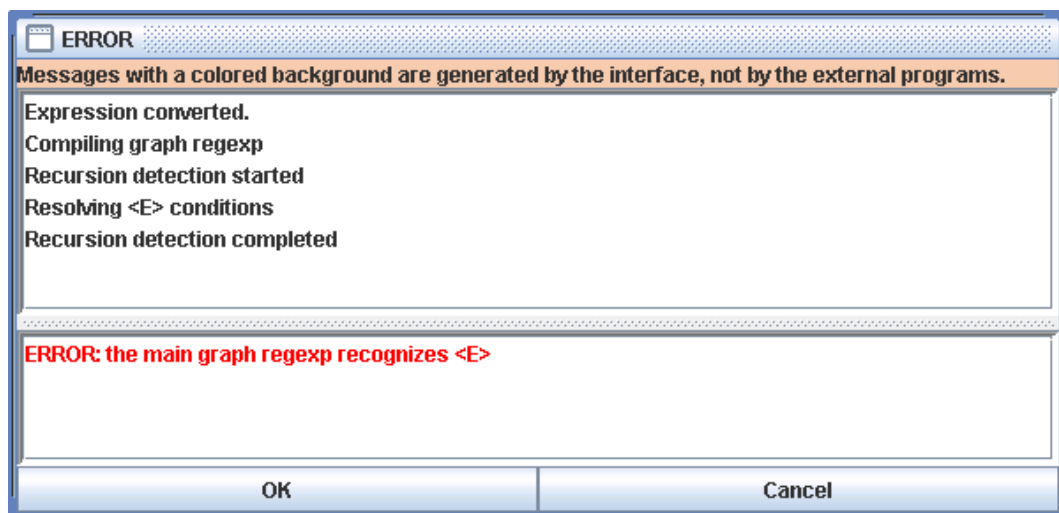 ERROR
Messages with a colored background are generated by the interface, not by the external programs.
Expression converted.
Compiling graph regexp
Recursion detection started
Resolving <E> conditions
Recursion detection completed
ERROR: the main graph regexp recognizes <E>
OK
Cancel